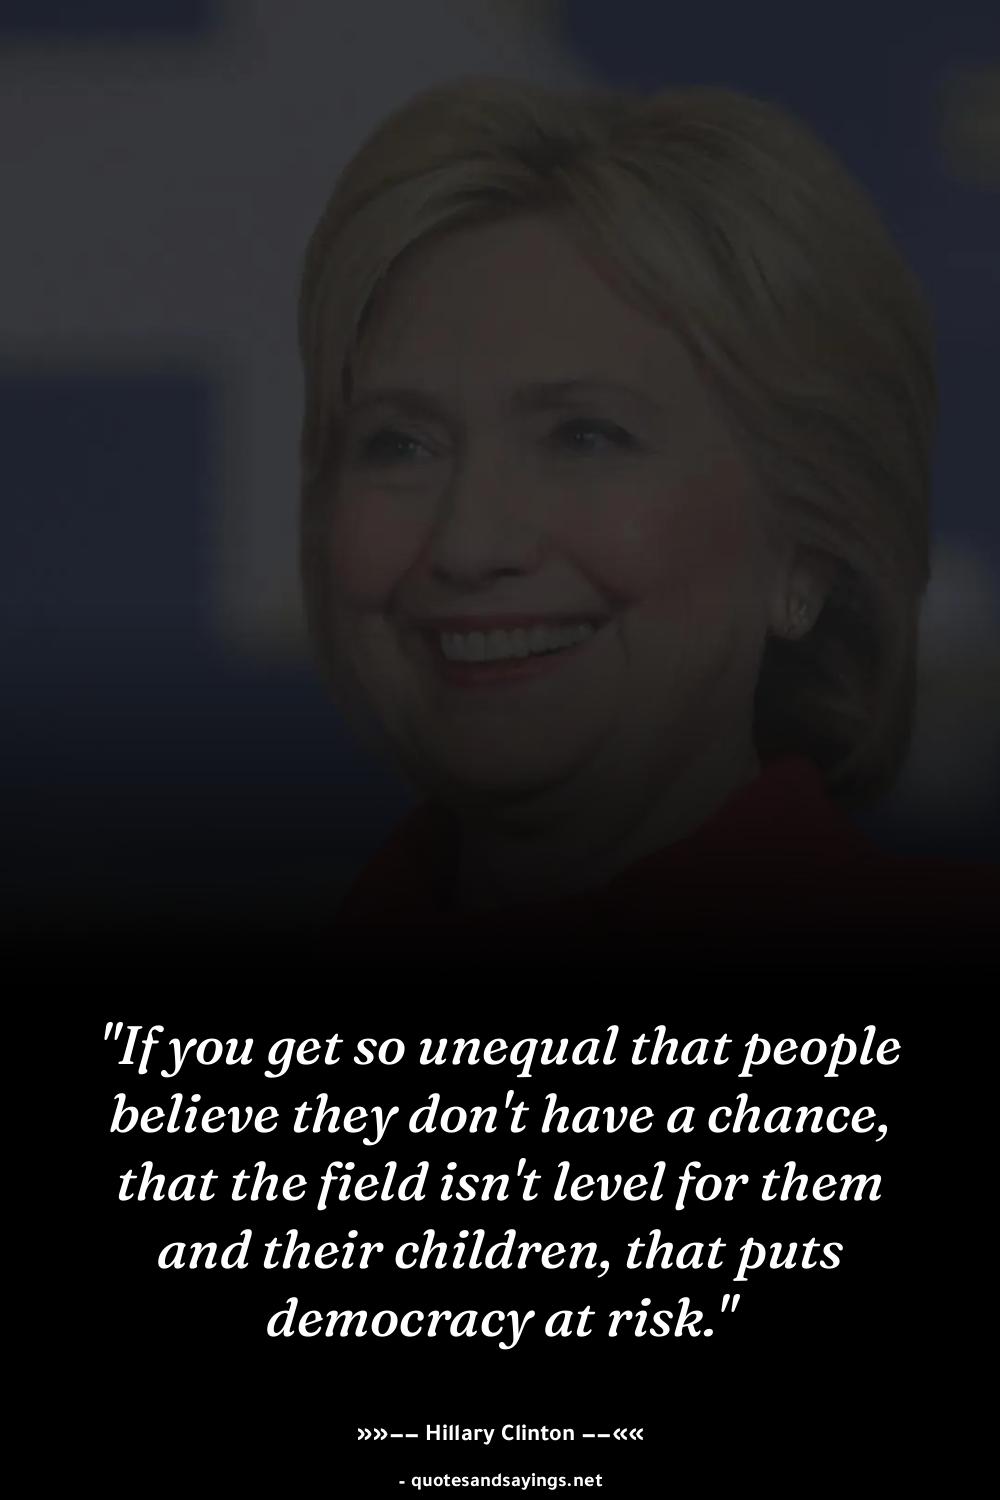 "If you get so unequal that people
believe they don't have a chance,
that the field isn't level for them
and their children, that puts
democracy at risk."
»»–– Hillary Clinton ––««
- quotesandsayings.net